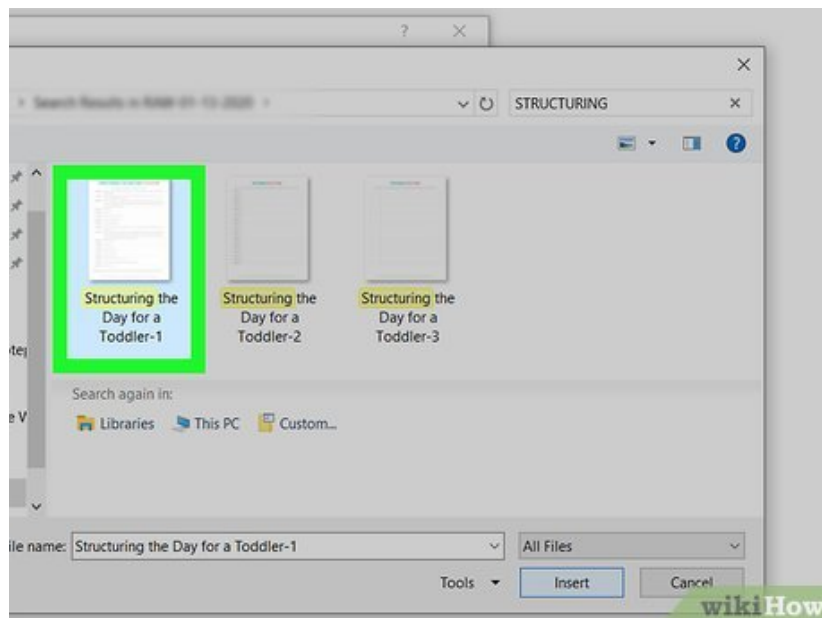 ?
STRUCTURING
?
Structuring the
Day for a
Toddler-1
Structuring the
Day for a
Toddler-2
Structuring the
Day for a
Toddler-3
Search again in:
Libraries This PC Custom...
ile name: Structuring the Day for a Toddler-1 All Files
Tools Insert Cancel
wikiHow